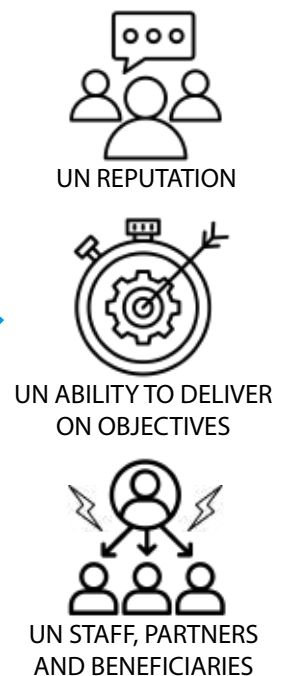 UN REPUTATION
UN ABILITY TO DELIVER
ON OBJECTIVES
UN STAFF, PARTNERS
AND BENEFICIARIES